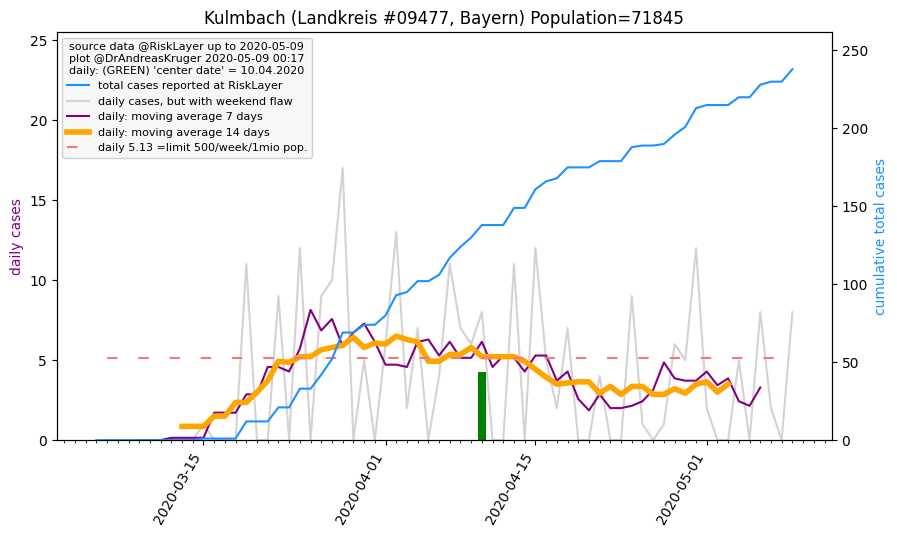 Kulmbach (Landkreis #09477, Bayern) Population=71845
source data @RiskLayer up to 2020-05-09
plot @DrAndreasKruger 2020-05-09 00:17
daily: (GREEN) 'center date' = 10.04.2020
total cases reported at RiskLayer
daily cases, but with weekend flaw
daily: moving average 7 days
daily: moving average 14 days
daily 5.13 =limit 500/week/1mio pop.
daily cases
25
20
15
10
5
0
cumulative total cases
250
200
150
100
50
0
2020-03-15
2020-04-01
2020-04-15
2020-05-01